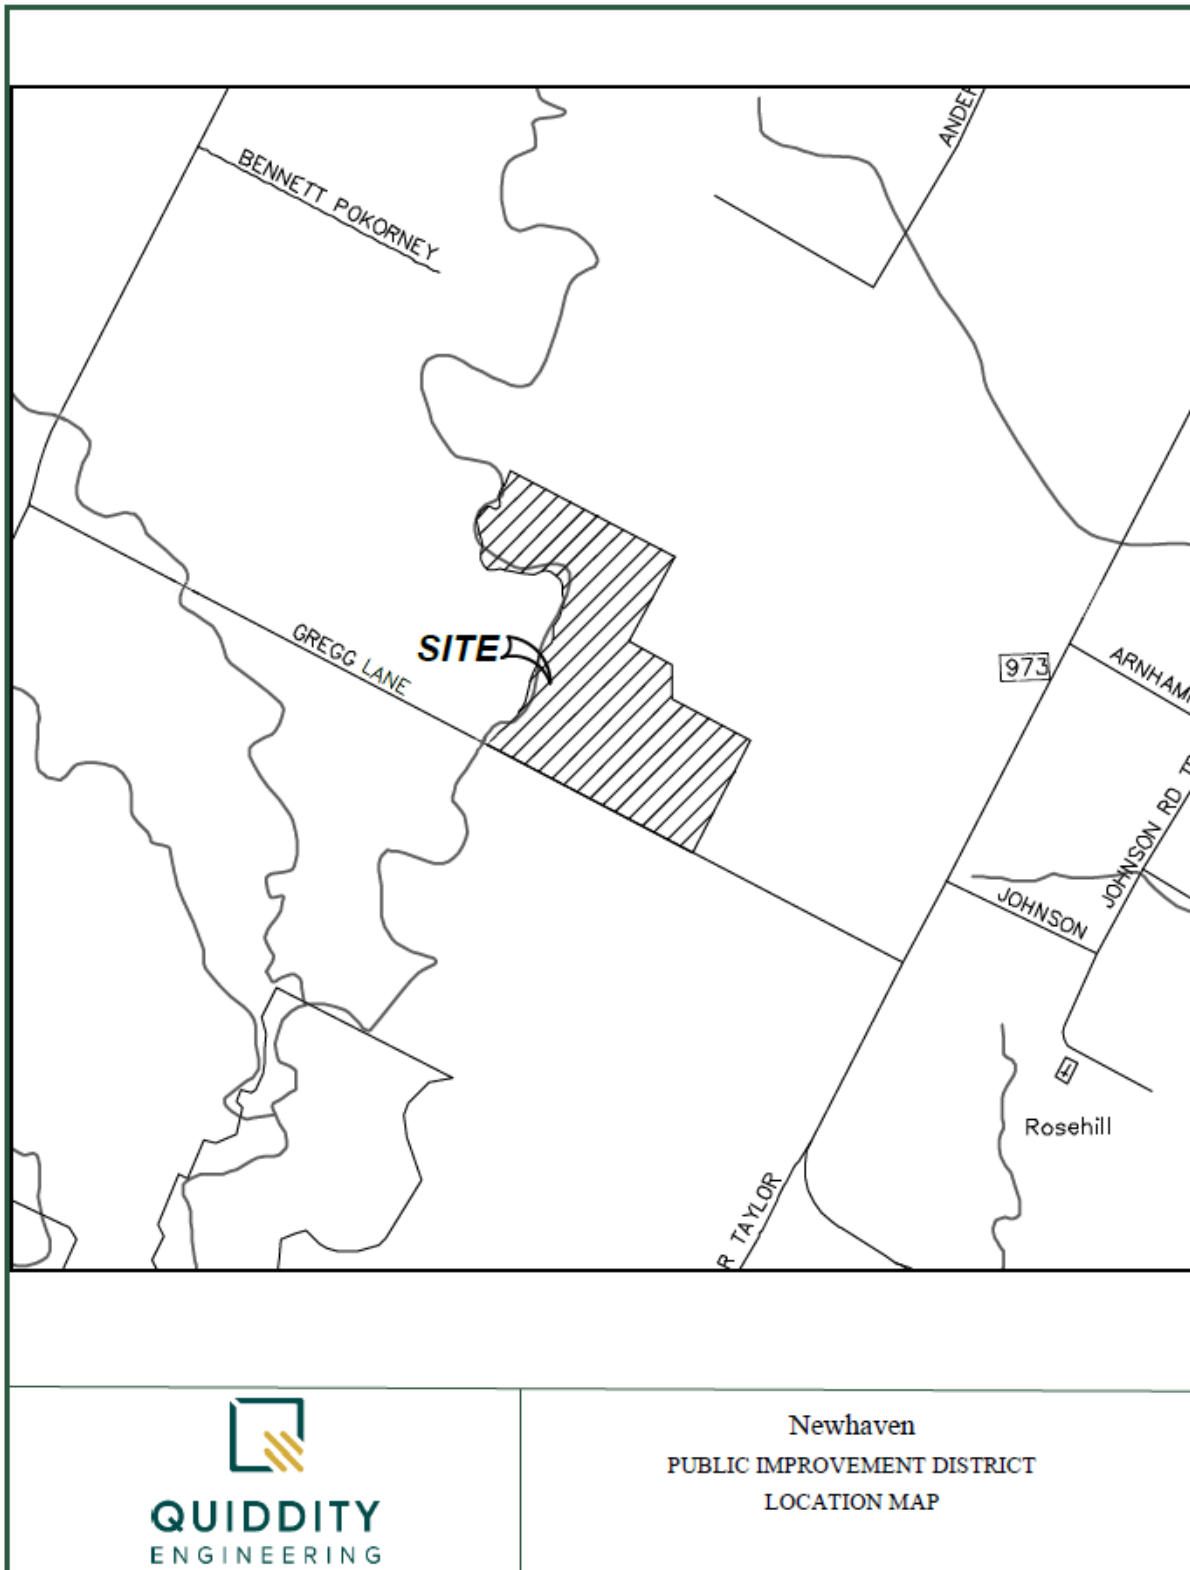 ANDER
BENNETT POKORNEY
GREGG LANE
SITE
973
ARNHAM
JOHNSON RD
JOHNSON
Rosehill
R TAYLOR
Newhaven
PUBLIC IMPROVEMENT DISTRICT
LOCATION MAP
QUIDDITY
ENGINEERING